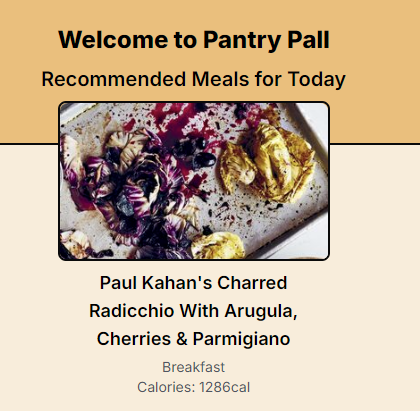 Welcome to Pantry Pall
Recommended Meals for Today
Paul Kahan's Charred
Radicchio With Arugula,
Cherries & Parmigiano
Breakfast
Calories: 1286cal